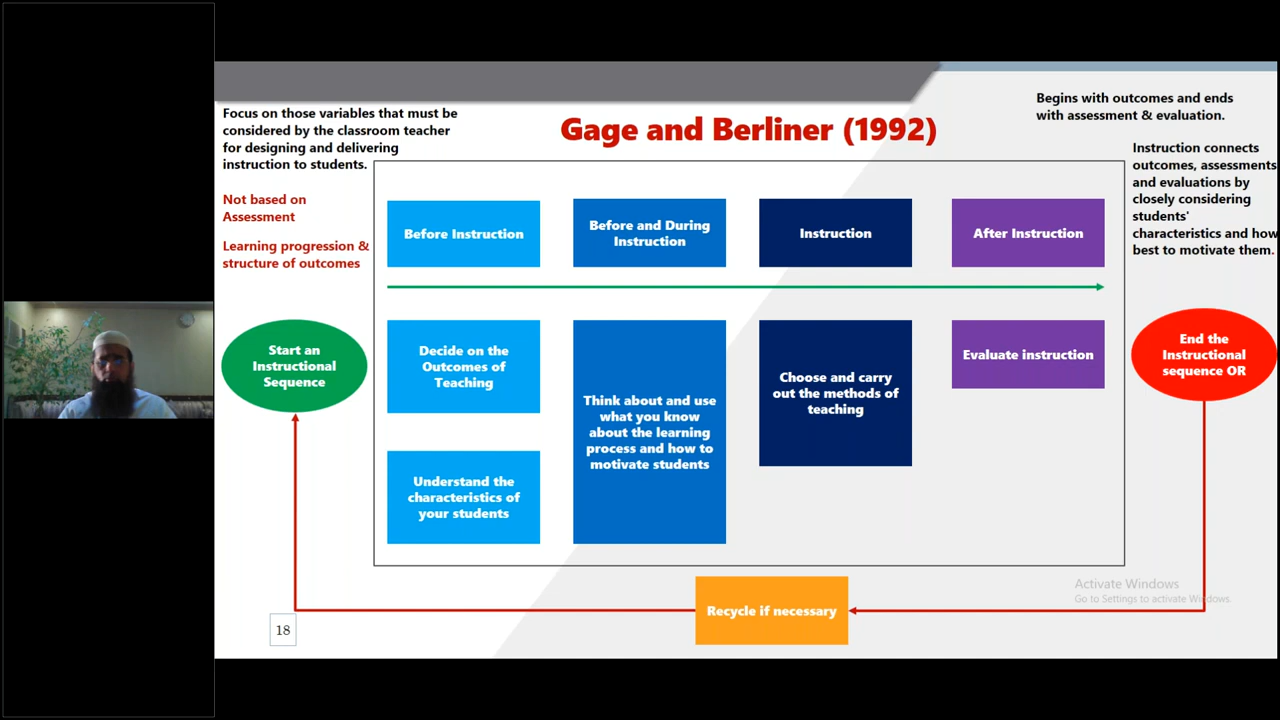 Focus on those variables that must be
considered by the classroom teacher
for designing and delivering
instruction to students.
Not based on
Assessment
Learning progression &
structure of outcomes
Gage and Berliner (1992)
Begins with outcomes and ends
with assessment & evaluation.
Instruction connects
outcomes, assessments
and evaluations by
closely considering
students'
characteristics and how
best to motivate them.
Before Instruction
Before and During
Instruction
Instruction
After Instruction
Start an
Instructional
Sequence
Decide on the
Outcomes of
Teaching
Understand the
characteristics of
your students
Think about and use
what you know
about the learning
process and how to
motivate students
Choose and carry
out the methods of
teaching
Evaluate instruction
End the
Instructional
sequence OR
Recycle if necessary
Activate Windows
Go to Settings to activate Windows.
18